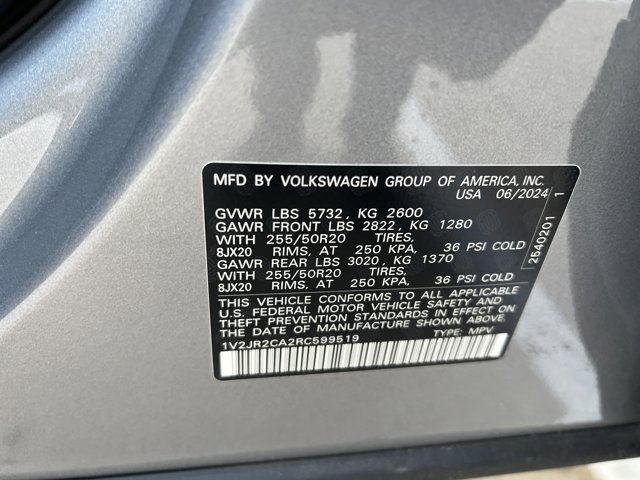 MFD BY VOLKSWAGEN GROUP OF AMERICA, INC.
USA 06/2024
GVWR LBS 5732, KG 2600
GAWR FRONT LBS 2822, KG 1280
WITH 255/50R20 TIRES,
8JX20 RIMS, AT 250 KPA, 36 PSI COLD
GAWR REAR LBS 3020, KG 1370
WITH 255/50R20 TIRES,
8JX20 RIMS, AT 250 KPA, 36 PSI COLD
THIS VEHICLE CONFORMS TO ALL APPLICABLE
U.S. FEDERAL MOTOR VEHICLE SAFETY AND
THEFT PREVENTION STANDARDS IN EFFECT ON
THE DATE OF MANUFACTURE SHOWN ABOVE.
1V2JR2CA2RC599519 TYPE: MPV
2540201 1